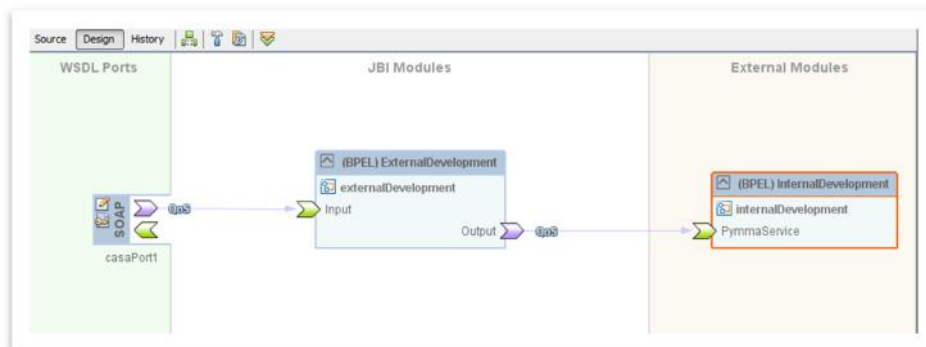 Source Design History
WSDL Ports
JBI Modules
External Modules
SOAP
casaPort1
QoS
(BPEL) ExternalDevelopment
externalDevelopment
Input
Output
QoS
(BPEL) InternalDevelopment
internalDevelopment
PymmaService